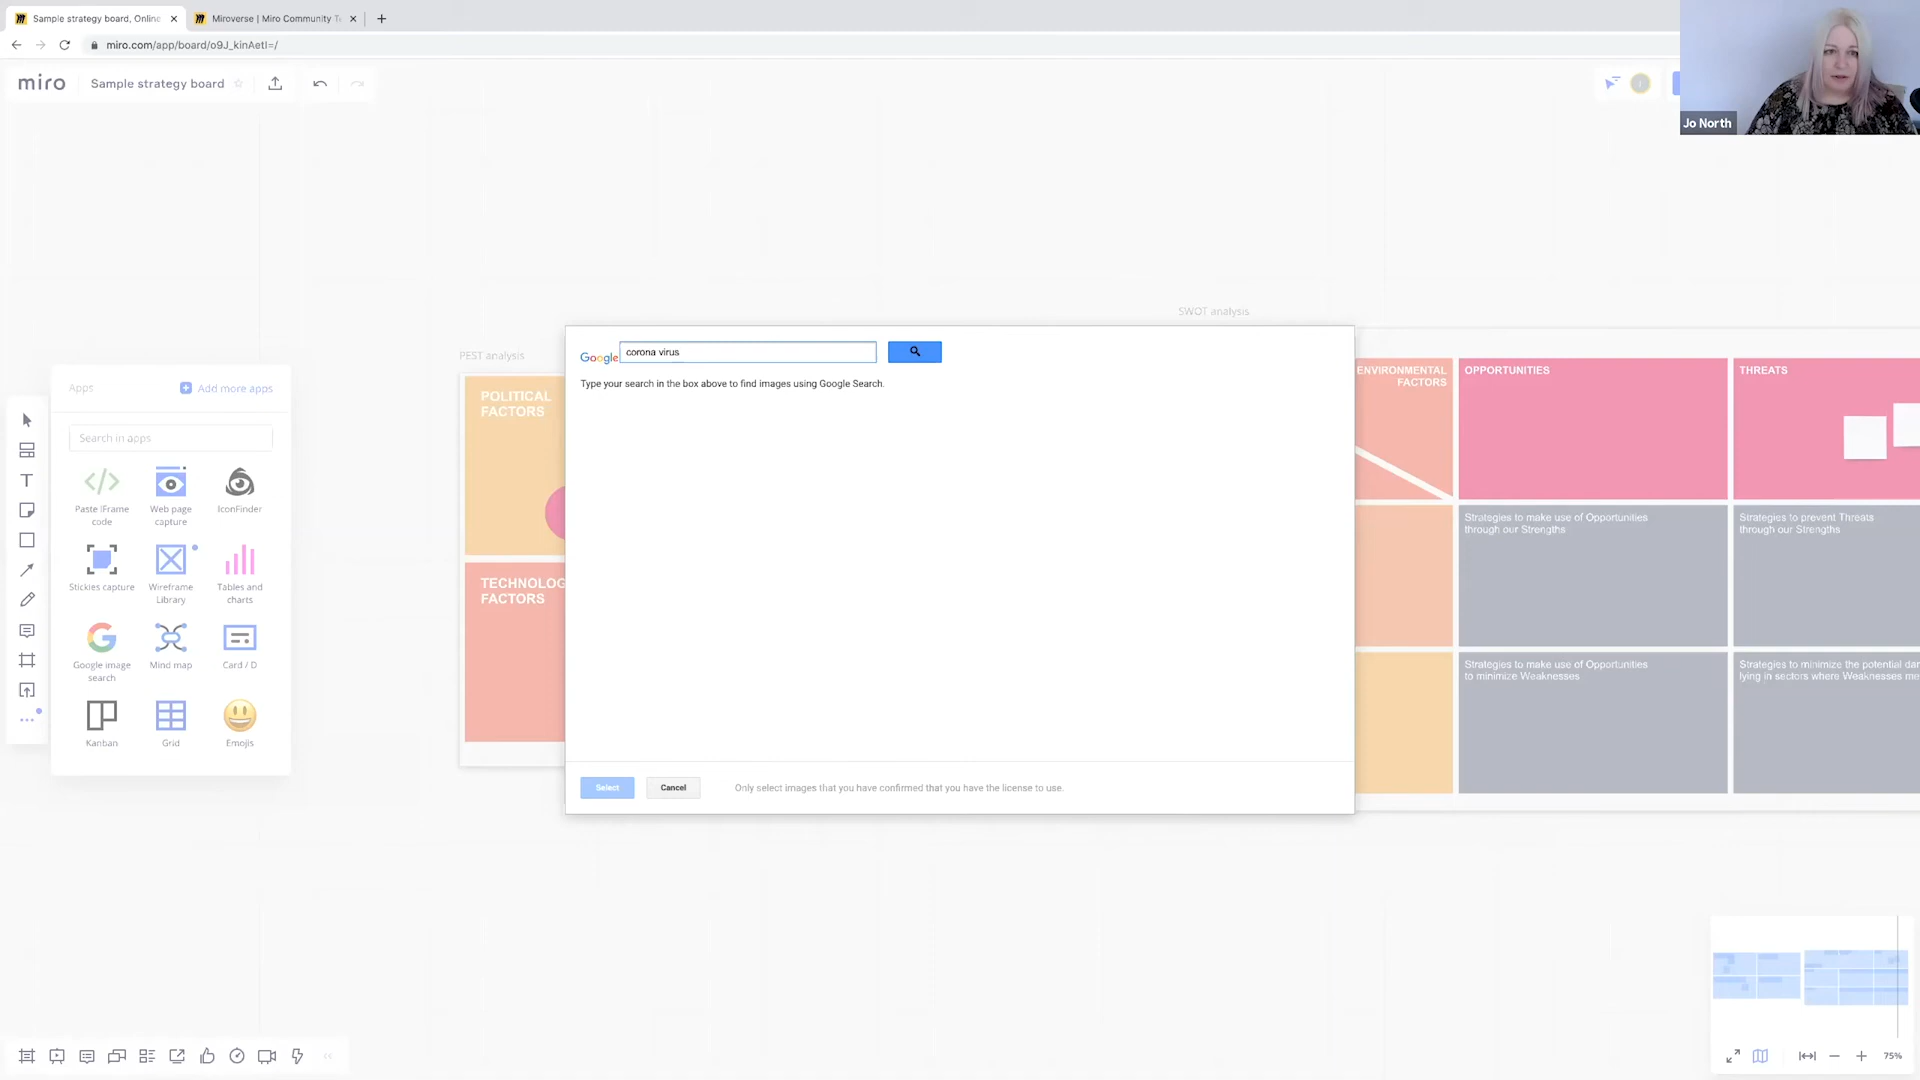 Sample strategy board, Online
Miroverse | Miro Community Te
miro.com/app/board/o9J_kinAetI=/
miro
Sample strategy board
Jo North
SWOT analysis
PEST analysis
Google
corona virus
Type your search in the box above to find images using Google Search.
Apps
Add more apps
Search in apps
Paste iFrame
code
Web page
capture
IconFinder
Stickies capture
Wireframe
Library
Tables and
charts
Google image
search
Mind map
Card / D
Kanban
Grid
Emojis
POLITICAL
FACTORS
TECHNOLOG
FACTORS
ENVIRONMENTAL
FACTORS
OPPORTUNITIES
THREATS
Strategies to make use of Opportunities
through our Strengths
Strategies to prevent Threats
through our Strengths
Strategies to make use of Opportunities
to minimize Weaknesses
Strategies to minimize the potential dan
lying in sectors where Weaknesses me
Select
Cancel
Only select images that you have confirmed that you have the license to use.
75%